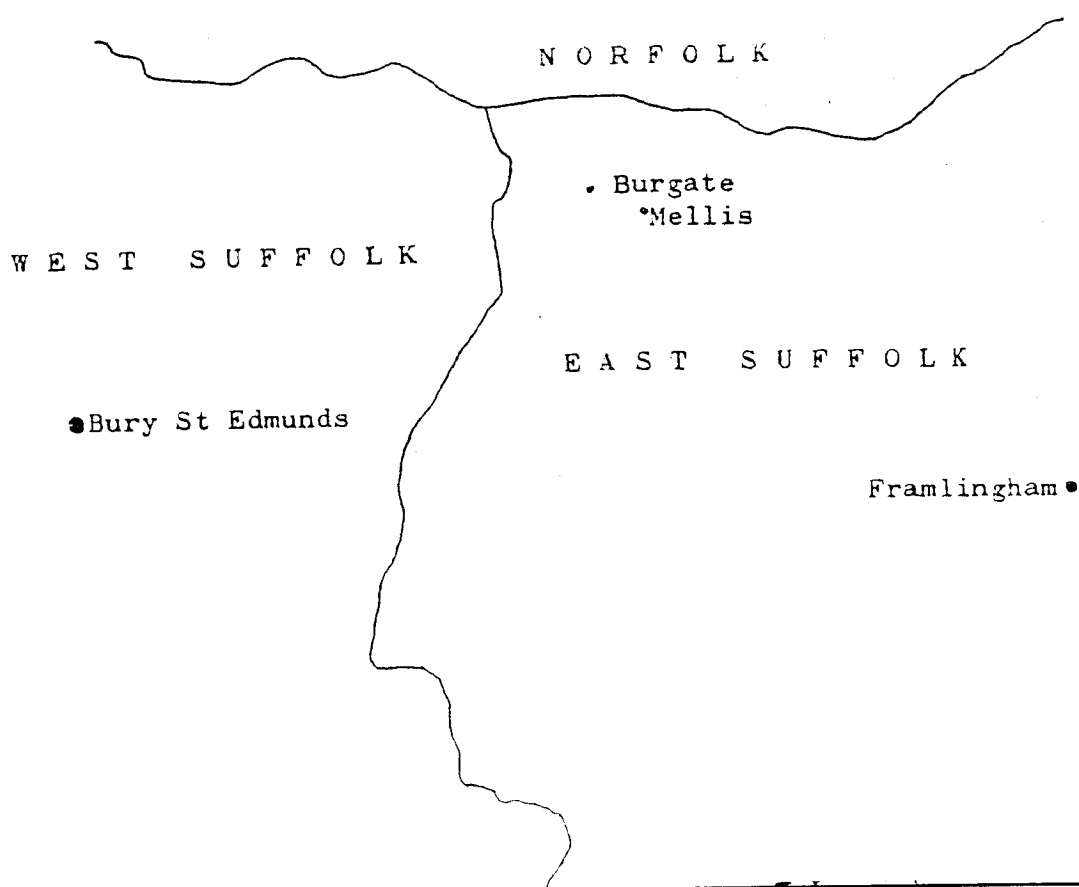 NORFOLK
Burgate
Mellis
WEST SUFFOLK
EAST SUFFOLK
Bury St Edmunds
Framlingham